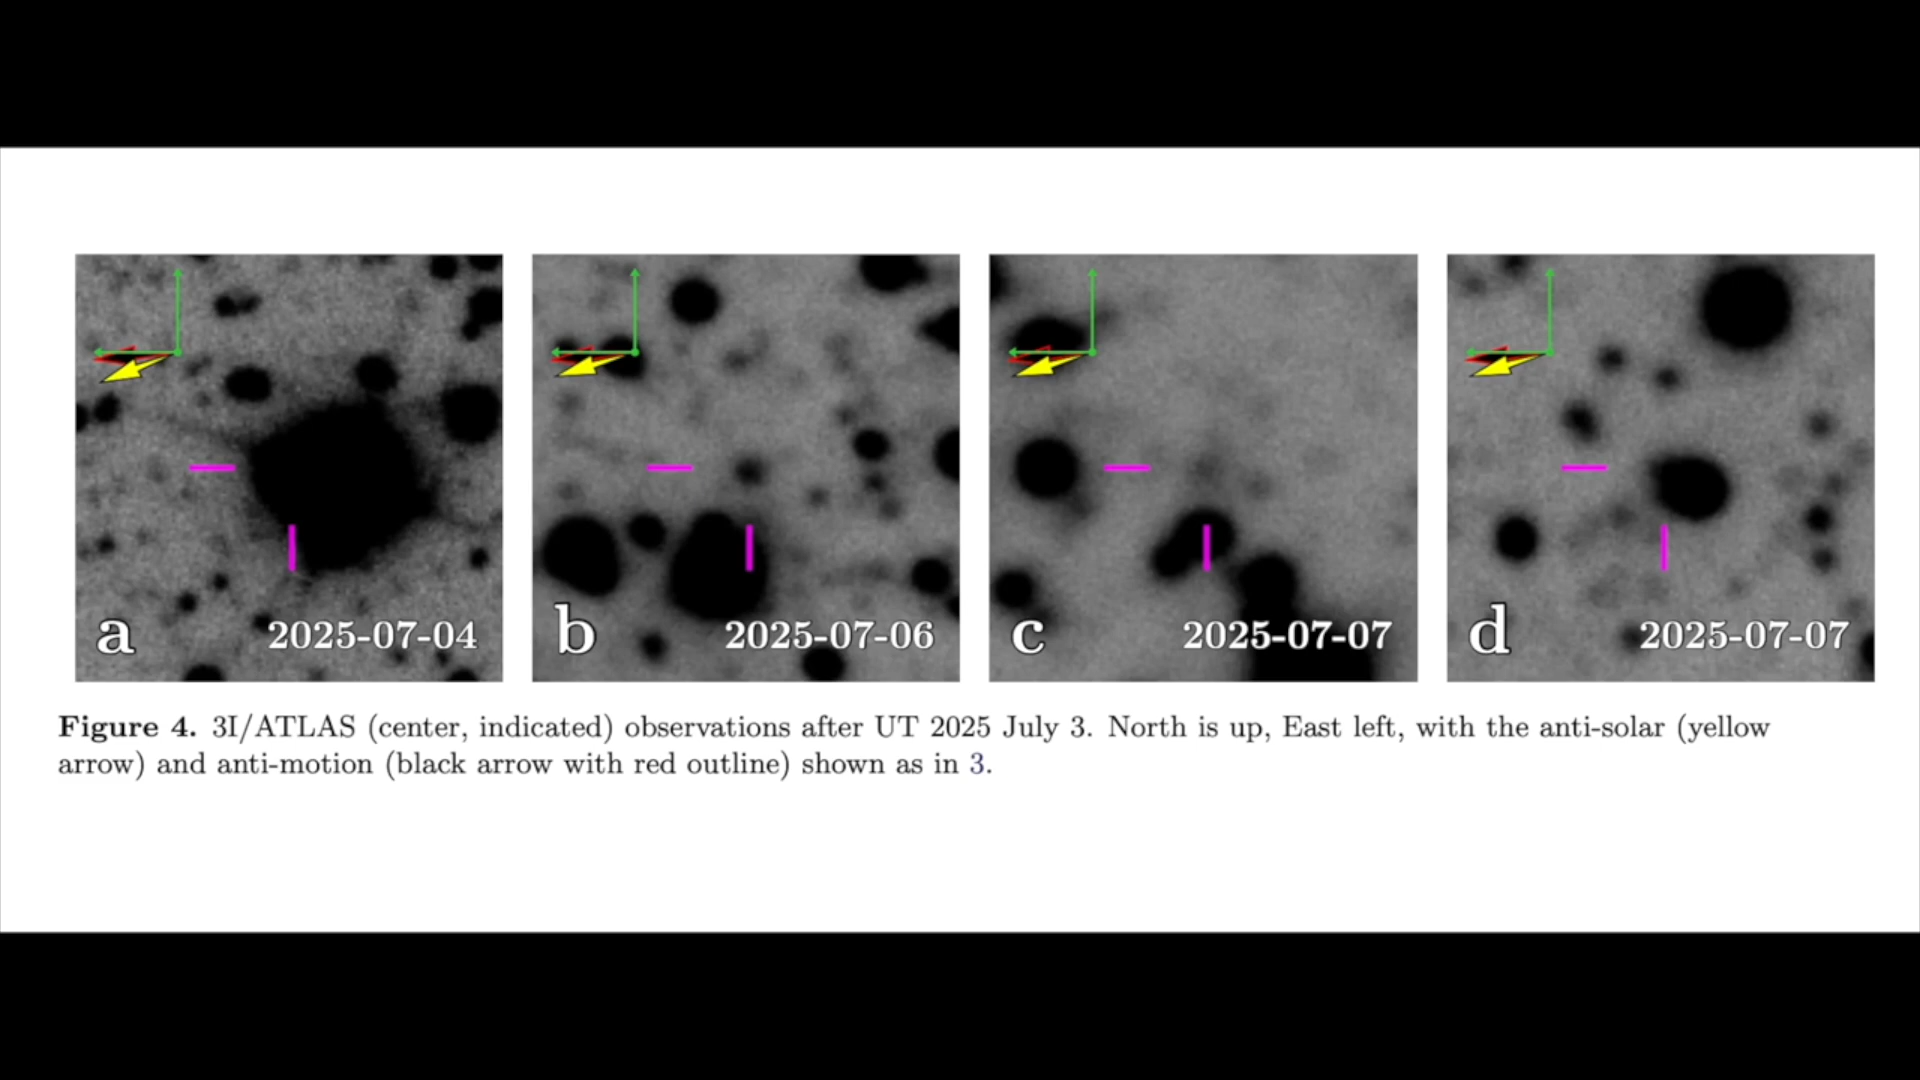 a 2025-07-04
b 2025-07-06
c 2025-07-07
d 2025-07-07
Figure 4. 3I/ATLAS (center, indicated) observations after UT 2025 July 3. North is up, East left, with the anti-solar (yellow
arrow) and anti-motion (black arrow with red outline) shown as in 3.